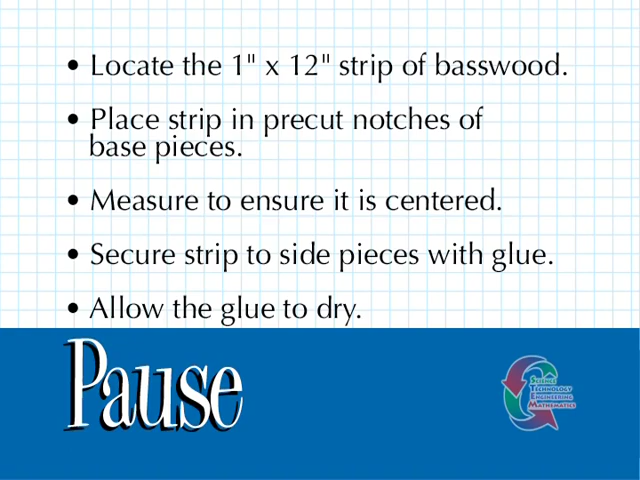 • Locate the 1" x 12" strip of basswood.
• Place strip in precut notches of
base pieces.
• Measure to ensure it is centered.
• Secure strip to side pieces with glue.
• Allow the glue to dry.
Pause
Science
Technology
Engineering
Mathematics